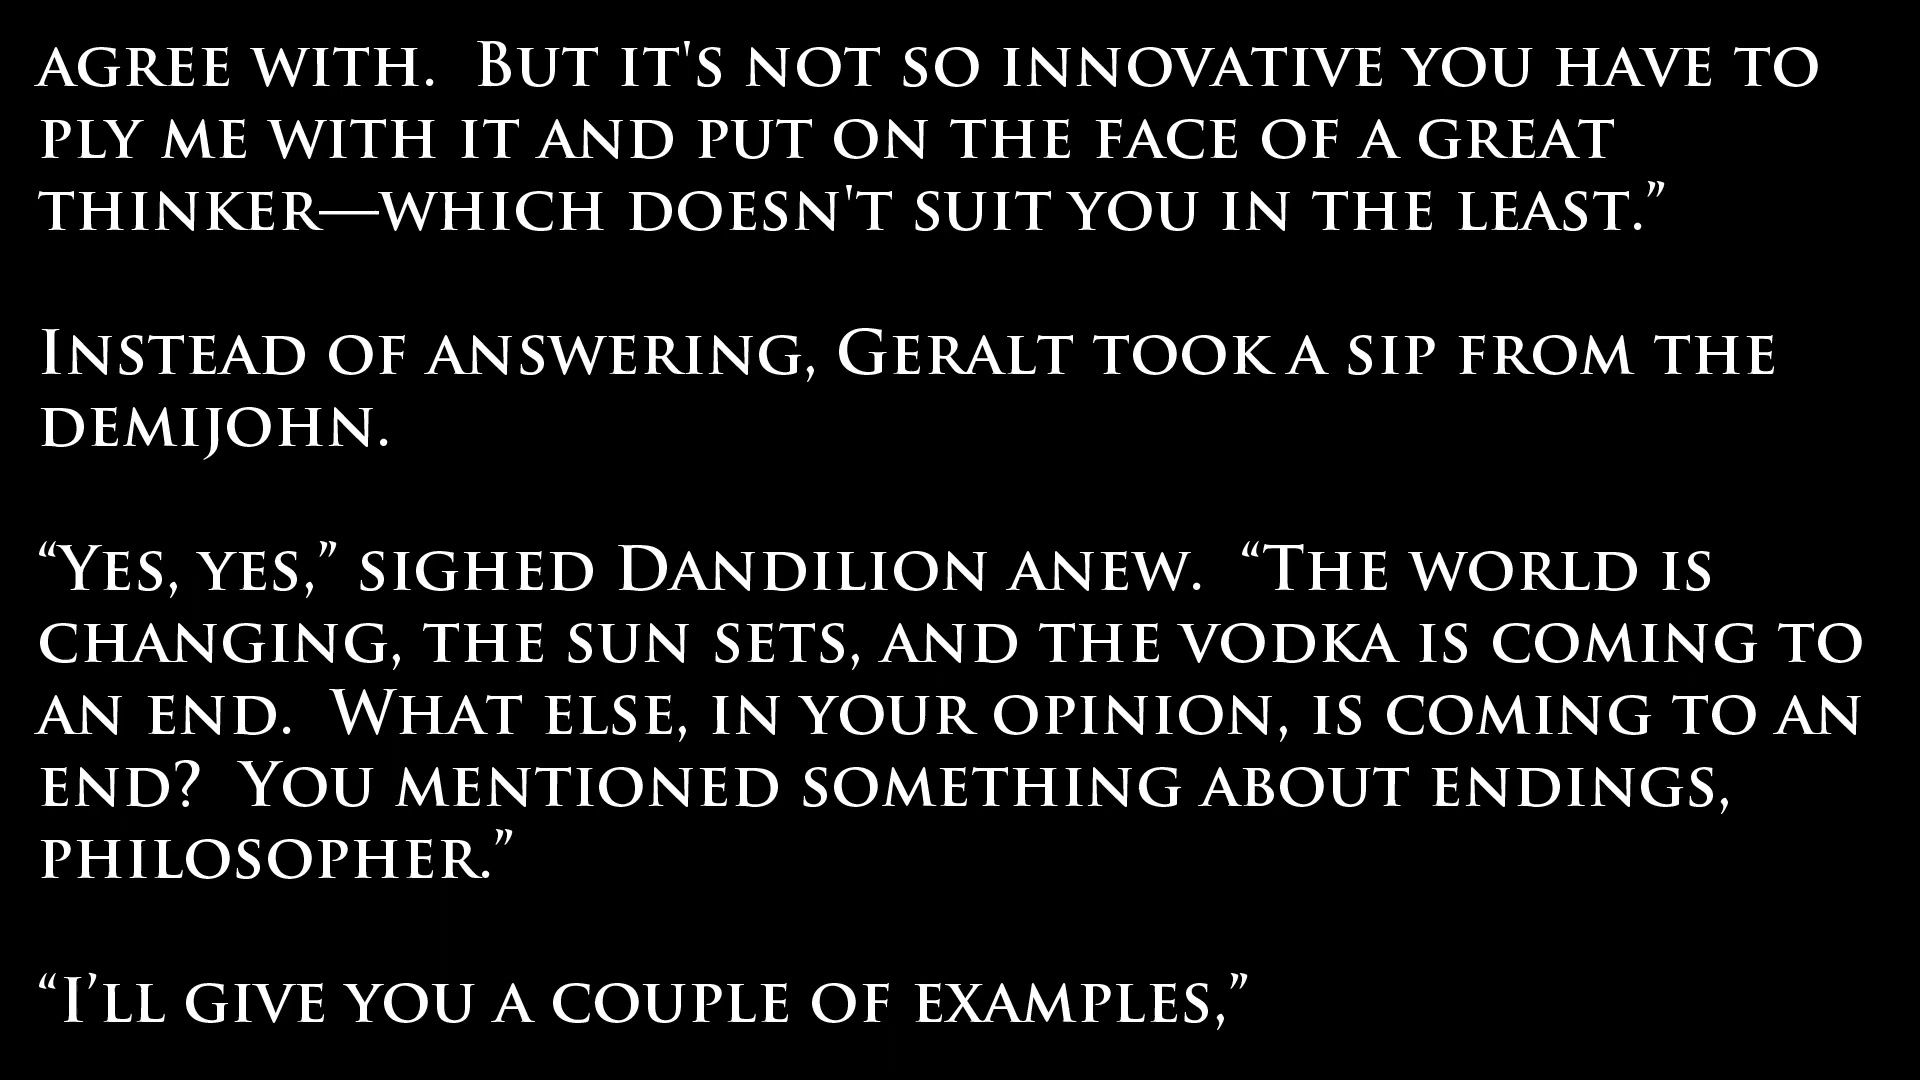 agree with.  But it's not so innovative you have to
ply me with it and put on the face of a great
thinker—which doesn't suit you in the least.”
Instead of answering, Geralt took a sip from the
demijohn.
“Yes, yes,” sighed Dandilion anew.  “The world is
changing, the sun sets, and the vodka is coming to
an end.  What else, in your opinion, is coming to an
end?  You mentioned something about endings,
philosopher.”
“I’ll give you a couple of examples,”